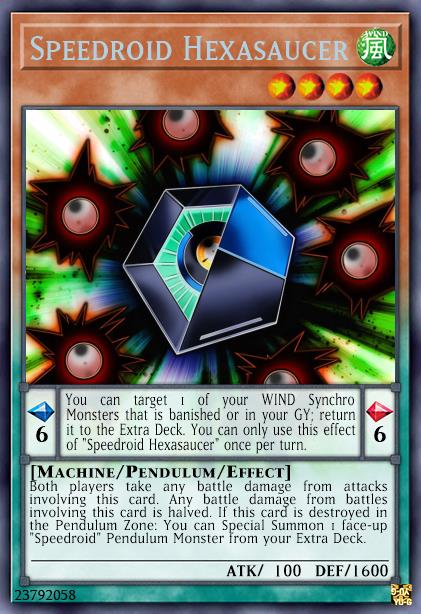 SPEEDROID HEXASAUCER
WIND
風
You can target 1 of your WIND Synchro
Monsters that is banished or in your GY; return
it to the Extra Deck. You can only use this effect
of "Speedroid Hexasaucer" once per turn.
6
6
[MACHINE/PENDULUM/EFFECT]
Both players take any battle damage from attacks
involving this card. Any battle damage from battles
involving this card is halved. If this card is destroyed in
the Pendulum Zone: You can Special Summon 1 face-up
"Speedroid" Pendulum Monster from your Extra Deck.
ATK/ 100 DEF/1600
23792058